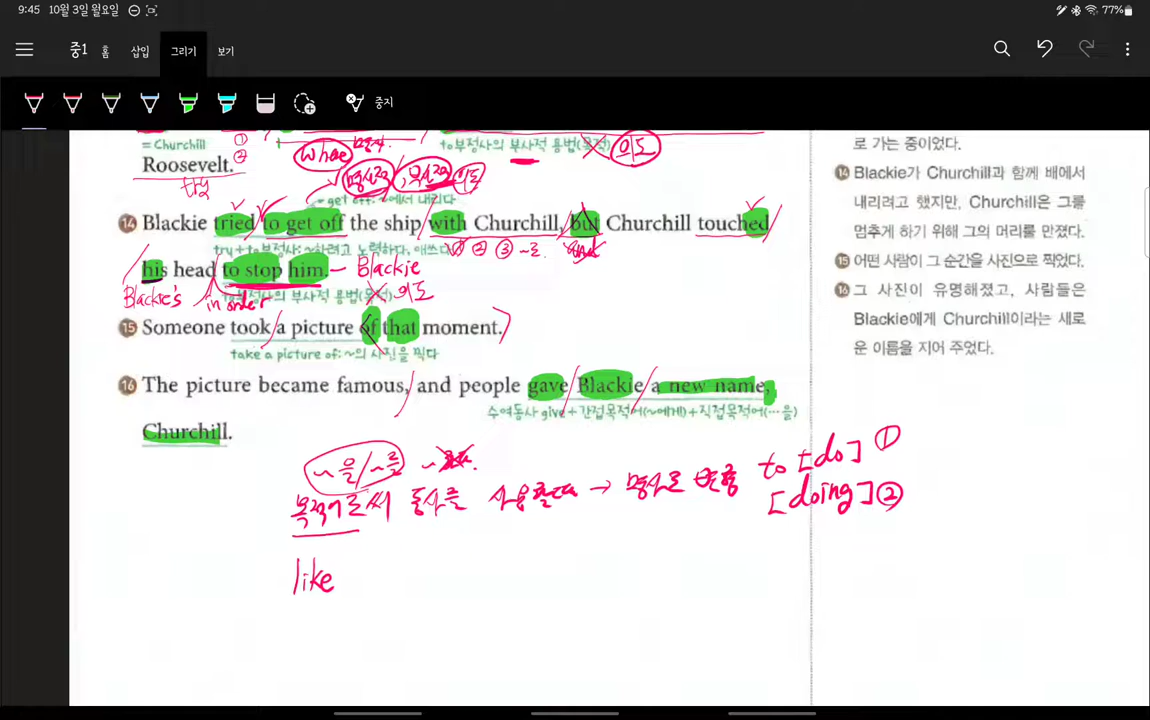 9:45 10월 3일 월요일 77%
중1 홈 삽입 그리기 보기
중지
= Churchill
to부정사의 부사적 용법(목적) 의도
Roosevelt.
try
명사적 부사적 의도
get off: ~에서 내리다
⑭ Blackie tried to get off the ship with Churchill, but Churchill touched
try+to부정사: ~하려고 노력하다, 애쓰다 ① ② ③ ~로 and
his head to stop him. Blackie
Blackie's in order to부정사의 부사적 용법(목적) 의도
⑮ Someone took a picture of that moment.
take a picture of: ~의 사진을 찍다
⑯ The picture became famous, and people gave Blackie a new name,
수여동사 give+간접목적어(~에게)+직접목적어(…을)
Churchill.
~을/~를
목적어로써 동사를 → 명사로 to [do] ①
[doing] ②
like
로 가는 중이었다.
⑭ Blackie가 Churchill과 함께 배에서
내리려고 했지만, Churchill은 그를
멈추게 하기 위해 그의 머리를 만졌다.
⑮ 어떤 사람이 그 순간을 사진으로 찍었다.
⑯ 그 사진이 유명해졌고, 사람들은
Blackie에게 Churchill이라는 새로
운 이름을 지어 주었다.